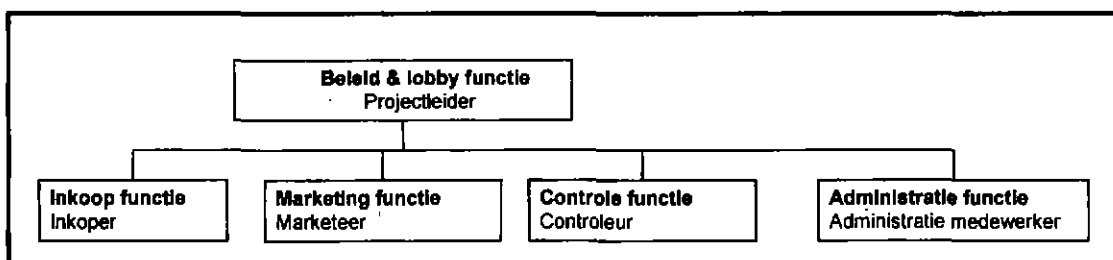 Beleid & lobby functie
Projectleider
Inkoop functie
Inkoper
Marketing functie
Marketeer
Controle functie
Controleur
Administratie functie
Administratie medewerker